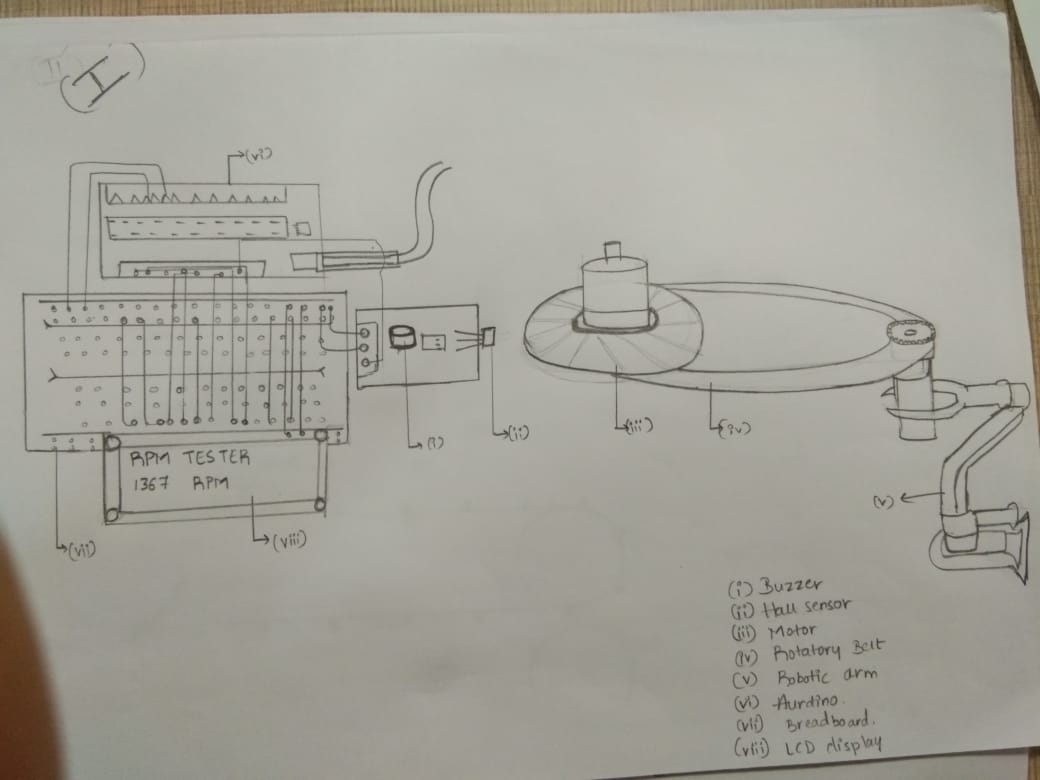 (I)
(vi)
(i)
(ii)
(iii)
(iv)
(v)
RPM TESTER
1367 RPM
(vii)
(viii)
(i) Buzzer
(ii) Hall sensor
(iii) Motor
(iv) Rotatory Belt
(v) Robotic arm
(vi) Aurdino.
(vii) Breadboard.
(viii) LCD display